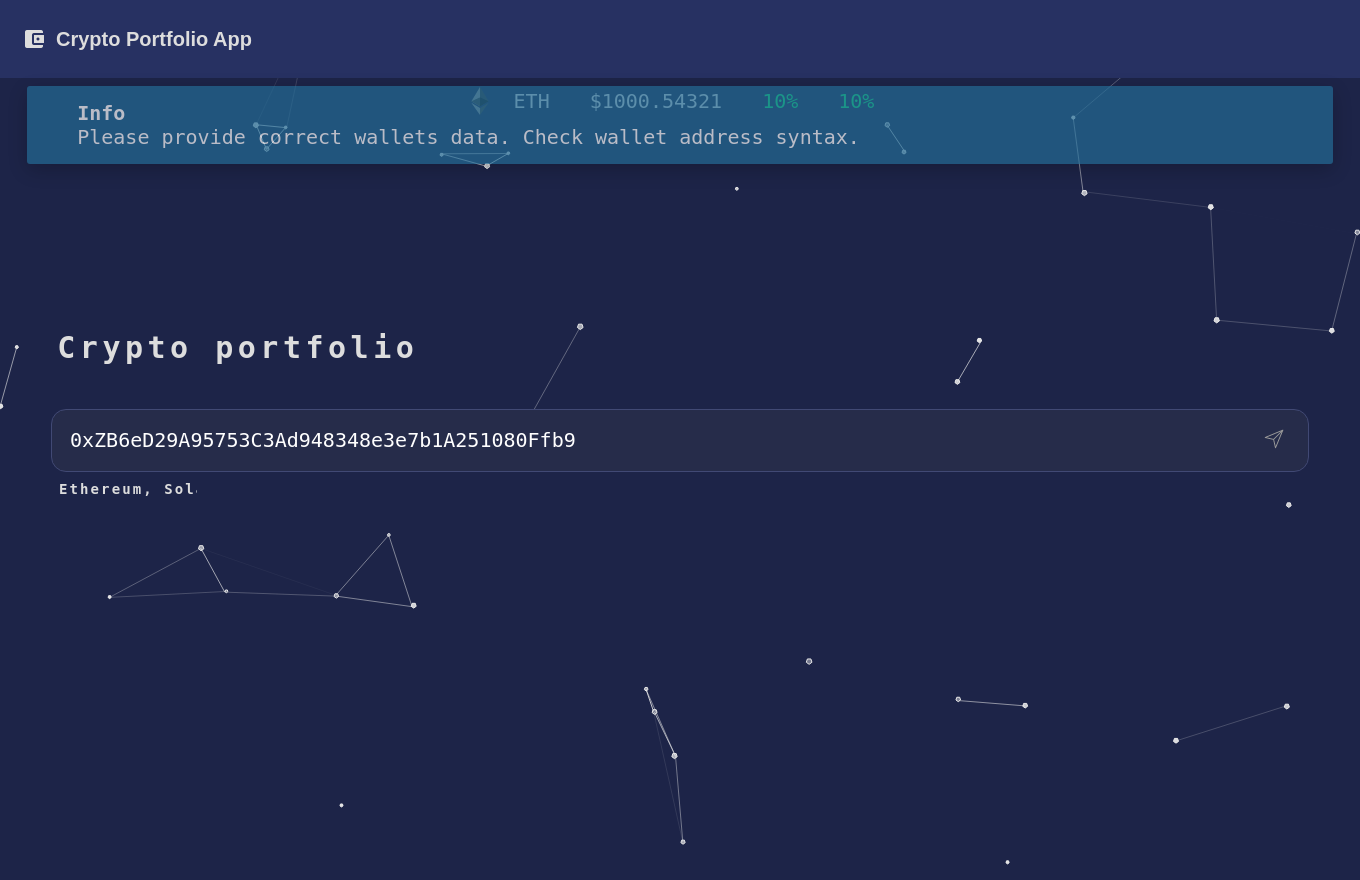 Crypto Portfolio App
ETH $1000.54321 10% 10%
Info
Please provide correct wallets data. Check wallet address syntax.
Crypto portfolio
0xZB6eD29A95753C3Ad948348e3e7b1A251080Ffb9
Ethereum, Sol